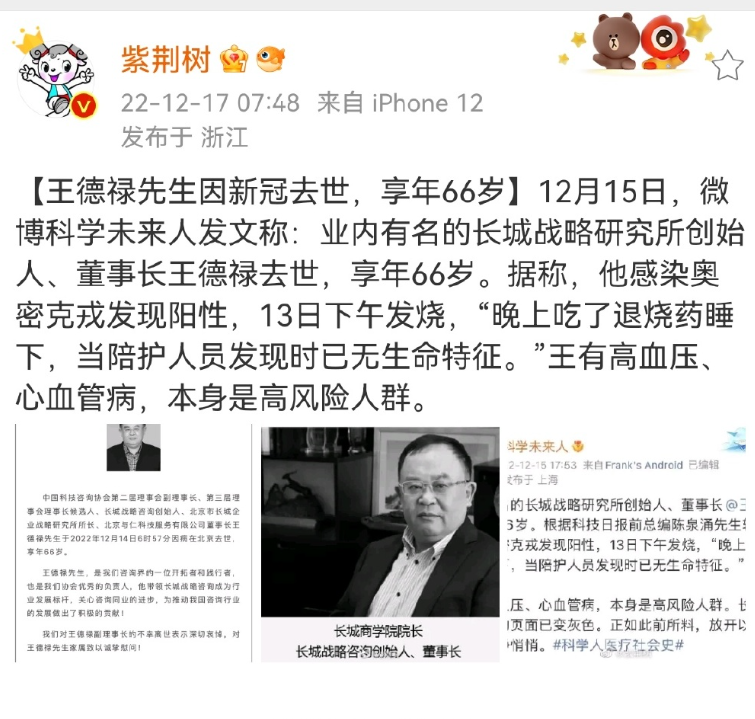 紫荆树
22-12-17 07:48 来自 iPhone 12
发布于 浙江
【王德禄先生因新冠去世，享年66岁】12月15日，微
博科学未来人发文称：业内有名的长城战略研究所创始
人、董事长王德禄去世，享年66岁。据称，他感染奥
密克戎发现阳性，13日下午发烧，“晚上吃了退烧药睡
下，当陪护人员发现时已无生命特征。”王有高血压、
心血管病，本身是高风险人群。
中国科技咨询协会第二届理事会副理事长、第三届理
事会理事长候选人、长城战略咨询创始人、北京市长城企
业战略研究所所长、北京寻仁科技服务有限公司董事长王
德禄先生于2022年12月14日6时57分因病在北京去世，
享年66岁。
王德禄先生，是我们咨询界的一位开拓者和践行者，
也是我们协会优秀的负责人，他带领长城战略咨询成为行
业发展标杆，关心咨询同业的进步，为推动我国咨询行业
的发展做出了积极的贡献！
我们对王德禄副理事长的不幸离世表示深切哀悼，对
王德禄先生家属致以诚挚慰问！
长城商学院院长
长城战略咨询创始人、董事长
科学未来人
2-12-15 17:53 来自Frank's Android 已编辑
发布于 上海
的长城战略研究所创始人、董事长@王
6岁。根据科技日报前总编陈泉涌先生
克戎发现阳性，13日下午发烧，“晚上
，当陪护人员发现时已无生命特征。”
压、心血管病，本身是高风险人群。
页面已变灰色。正如此前所料，放开以
悄悄。#科学人医疗社会史#